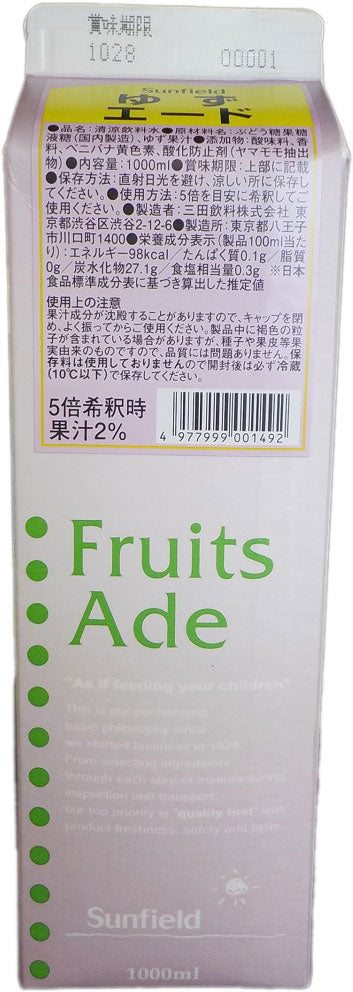 賞味期限
1028 00001
Sunfield
ゆず
エード
●品名：清涼飲料水●原材料名：ぶどう糖果糖
液糖（国内製造）、ゆず果汁●添加物：酸味料、香
料、ベニバナ黄色素、酸化防止剤（ヤマモモ抽出
物）●内容量：1000ml●賞味期限：上部に記載
●保存方法：直射日光を避け、涼しい所に保存し
てください。●使用方法：5倍を目安に希釈してご
使用ください。●製造者：三田飲料株式会社 東
京都渋谷区渋谷2-12-6●製造所：東京都八王子
市川口町1400●栄養成分表示（製品100ml当た
り）：エネルギー98kcal／たんぱく質0.1g／脂質
0g／炭水化物27.1g／食塩相当量0.3g ※日本
食品標準成分表に基づき算出した推定値
使用上の注意
果汁成分が沈殿することがありますので、キャップを閉
め、よく振ってからご使用ください。製品中に褐色の粒
子が含まれている場合がありますが、種子や果皮等果
実由来のものですので、品質には問題ありません。保
存料は使用しておりませんので開封後は必ず冷蔵
（10℃以下）で保存してください。
5倍希釈時
果汁2%
4 977999 001492
Fruits
Ade
"As if feeding your children"
This is our unchanging
basic philosophy since
we started business in 1924.
From selecting ingredients
through each step of manufacturing,
inspection and transport,
our top priority is "quality first" with
product freshness, safety and taste.
Sunfield
1000ml